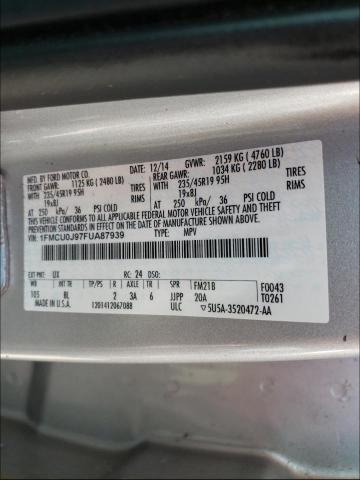 MFD. BY FORD MOTOR CO.
12/14 GVWR: 2159 KG (4760 LB)
FRONT GAWR: 1125 KG (2480 LB) REAR GAWR: 1034 KG (2280 LB)
WITH 235/45R19 95H TIRES WITH 235/45R19 95H TIRES
19x8J RIMS 19x8J RIMS
AT 250 kPa/ 36 PSI COLD AT 250 kPa/ 36 PSI COLD
THIS VEHICLE CONFORMS TO ALL APPLICABLE FEDERAL MOTOR VEHICLE SAFETY AND BUMPER
STANDARDS IN EFFECT ON THE DATE OF MANUFACTURE SHOWN ABOVE.
VIN: 1FMCU0J97FUA87939 TYPE: MPV
EXT PNT: UX RC: 24 DSO: F0043
WB INT TR TP/PS R AXLE TR SPR FM21B T0261
105 BL 2 3A 6 JJPP 20A
MADE IN U.S.A. 1201412067088 ULC 5U5A-3520472-AA